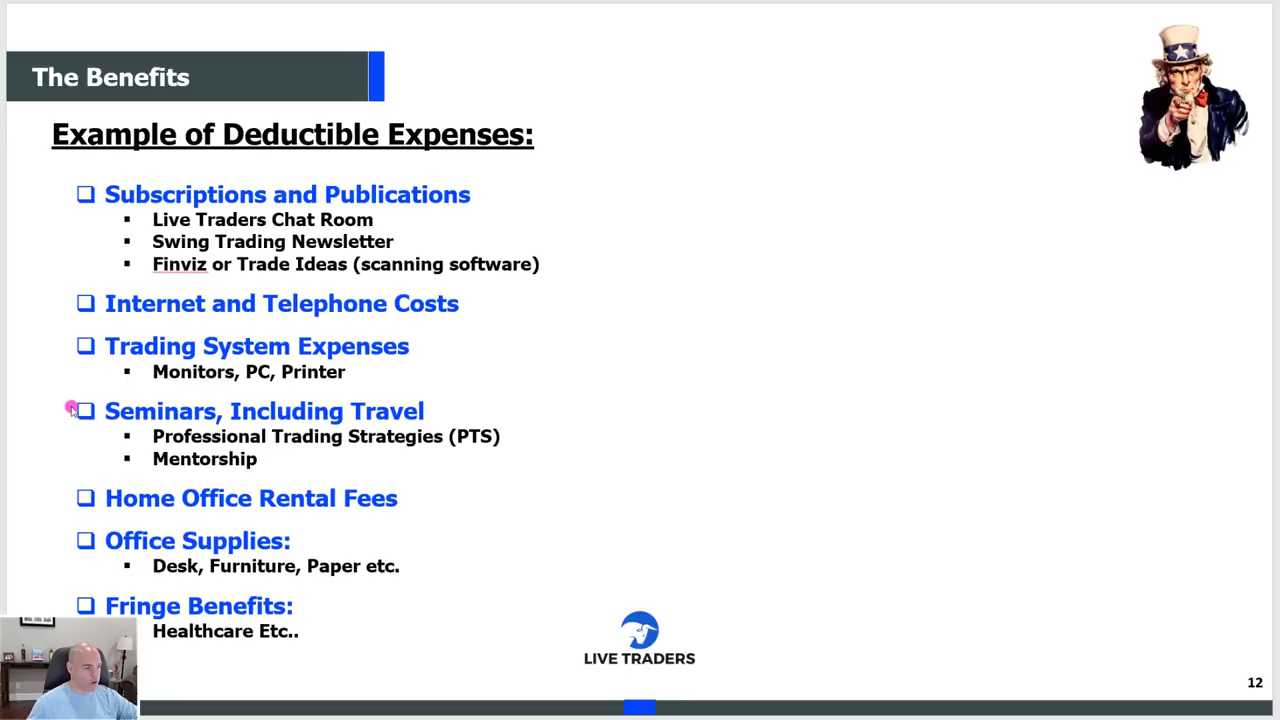 The Benefits
Example of Deductible Expenses:
Subscriptions and Publications
Live Traders Chat Room
Swing Trading Newsletter
Finviz or Trade Ideas (scanning software)
Internet and Telephone Costs
Trading System Expenses
Monitors, PC, Printer
Seminars, Including Travel
Professional Trading Strategies (PTS)
Mentorship
Home Office Rental Fees
Office Supplies:
Desk, Furniture, Paper etc.
Fringe Benefits:
Healthcare Etc..
LIVE TRADERS
12